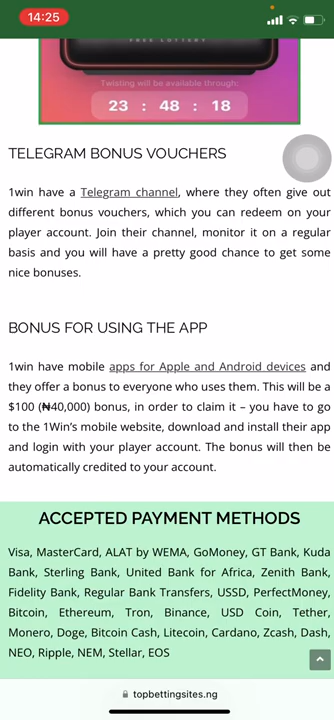 14:25
FREE LOTTERY
Twisting will be available through:
23 : 48 : 18
TELEGRAM BONUS VOUCHERS
1win have a Telegram channel, where they often give out
different bonus vouchers, which you can redeem on your
player account. Join their channel, monitor it on a regular
basis and you will have a pretty good chance to get some
nice bonuses.
BONUS FOR USING THE APP
1win have mobile apps for Apple and Android devices and
they offer a bonus to everyone who uses them. This will be a
$100 (₦40,000) bonus, in order to claim it – you have to go
to the 1Win's mobile website, download and install their app
and login with your player account. The bonus will then be
automatically credited to your account.
ACCEPTED PAYMENT METHODS
Visa, MasterCard, ALAT by WEMA, GoMoney, GT Bank, Kuda
Bank, Sterling Bank, United Bank for Africa, Zenith Bank,
Fidelity Bank, Regular Bank Transfers, USSD, PerfectMoney,
Bitcoin, Ethereum, Tron, Binance, USD Coin, Tether,
Monero, Doge, Bitcoin Cash, Litecoin, Cardano, Zcash, Dash,
NEO, Ripple, NEM, Stellar, EOS
topbettingsites.ng